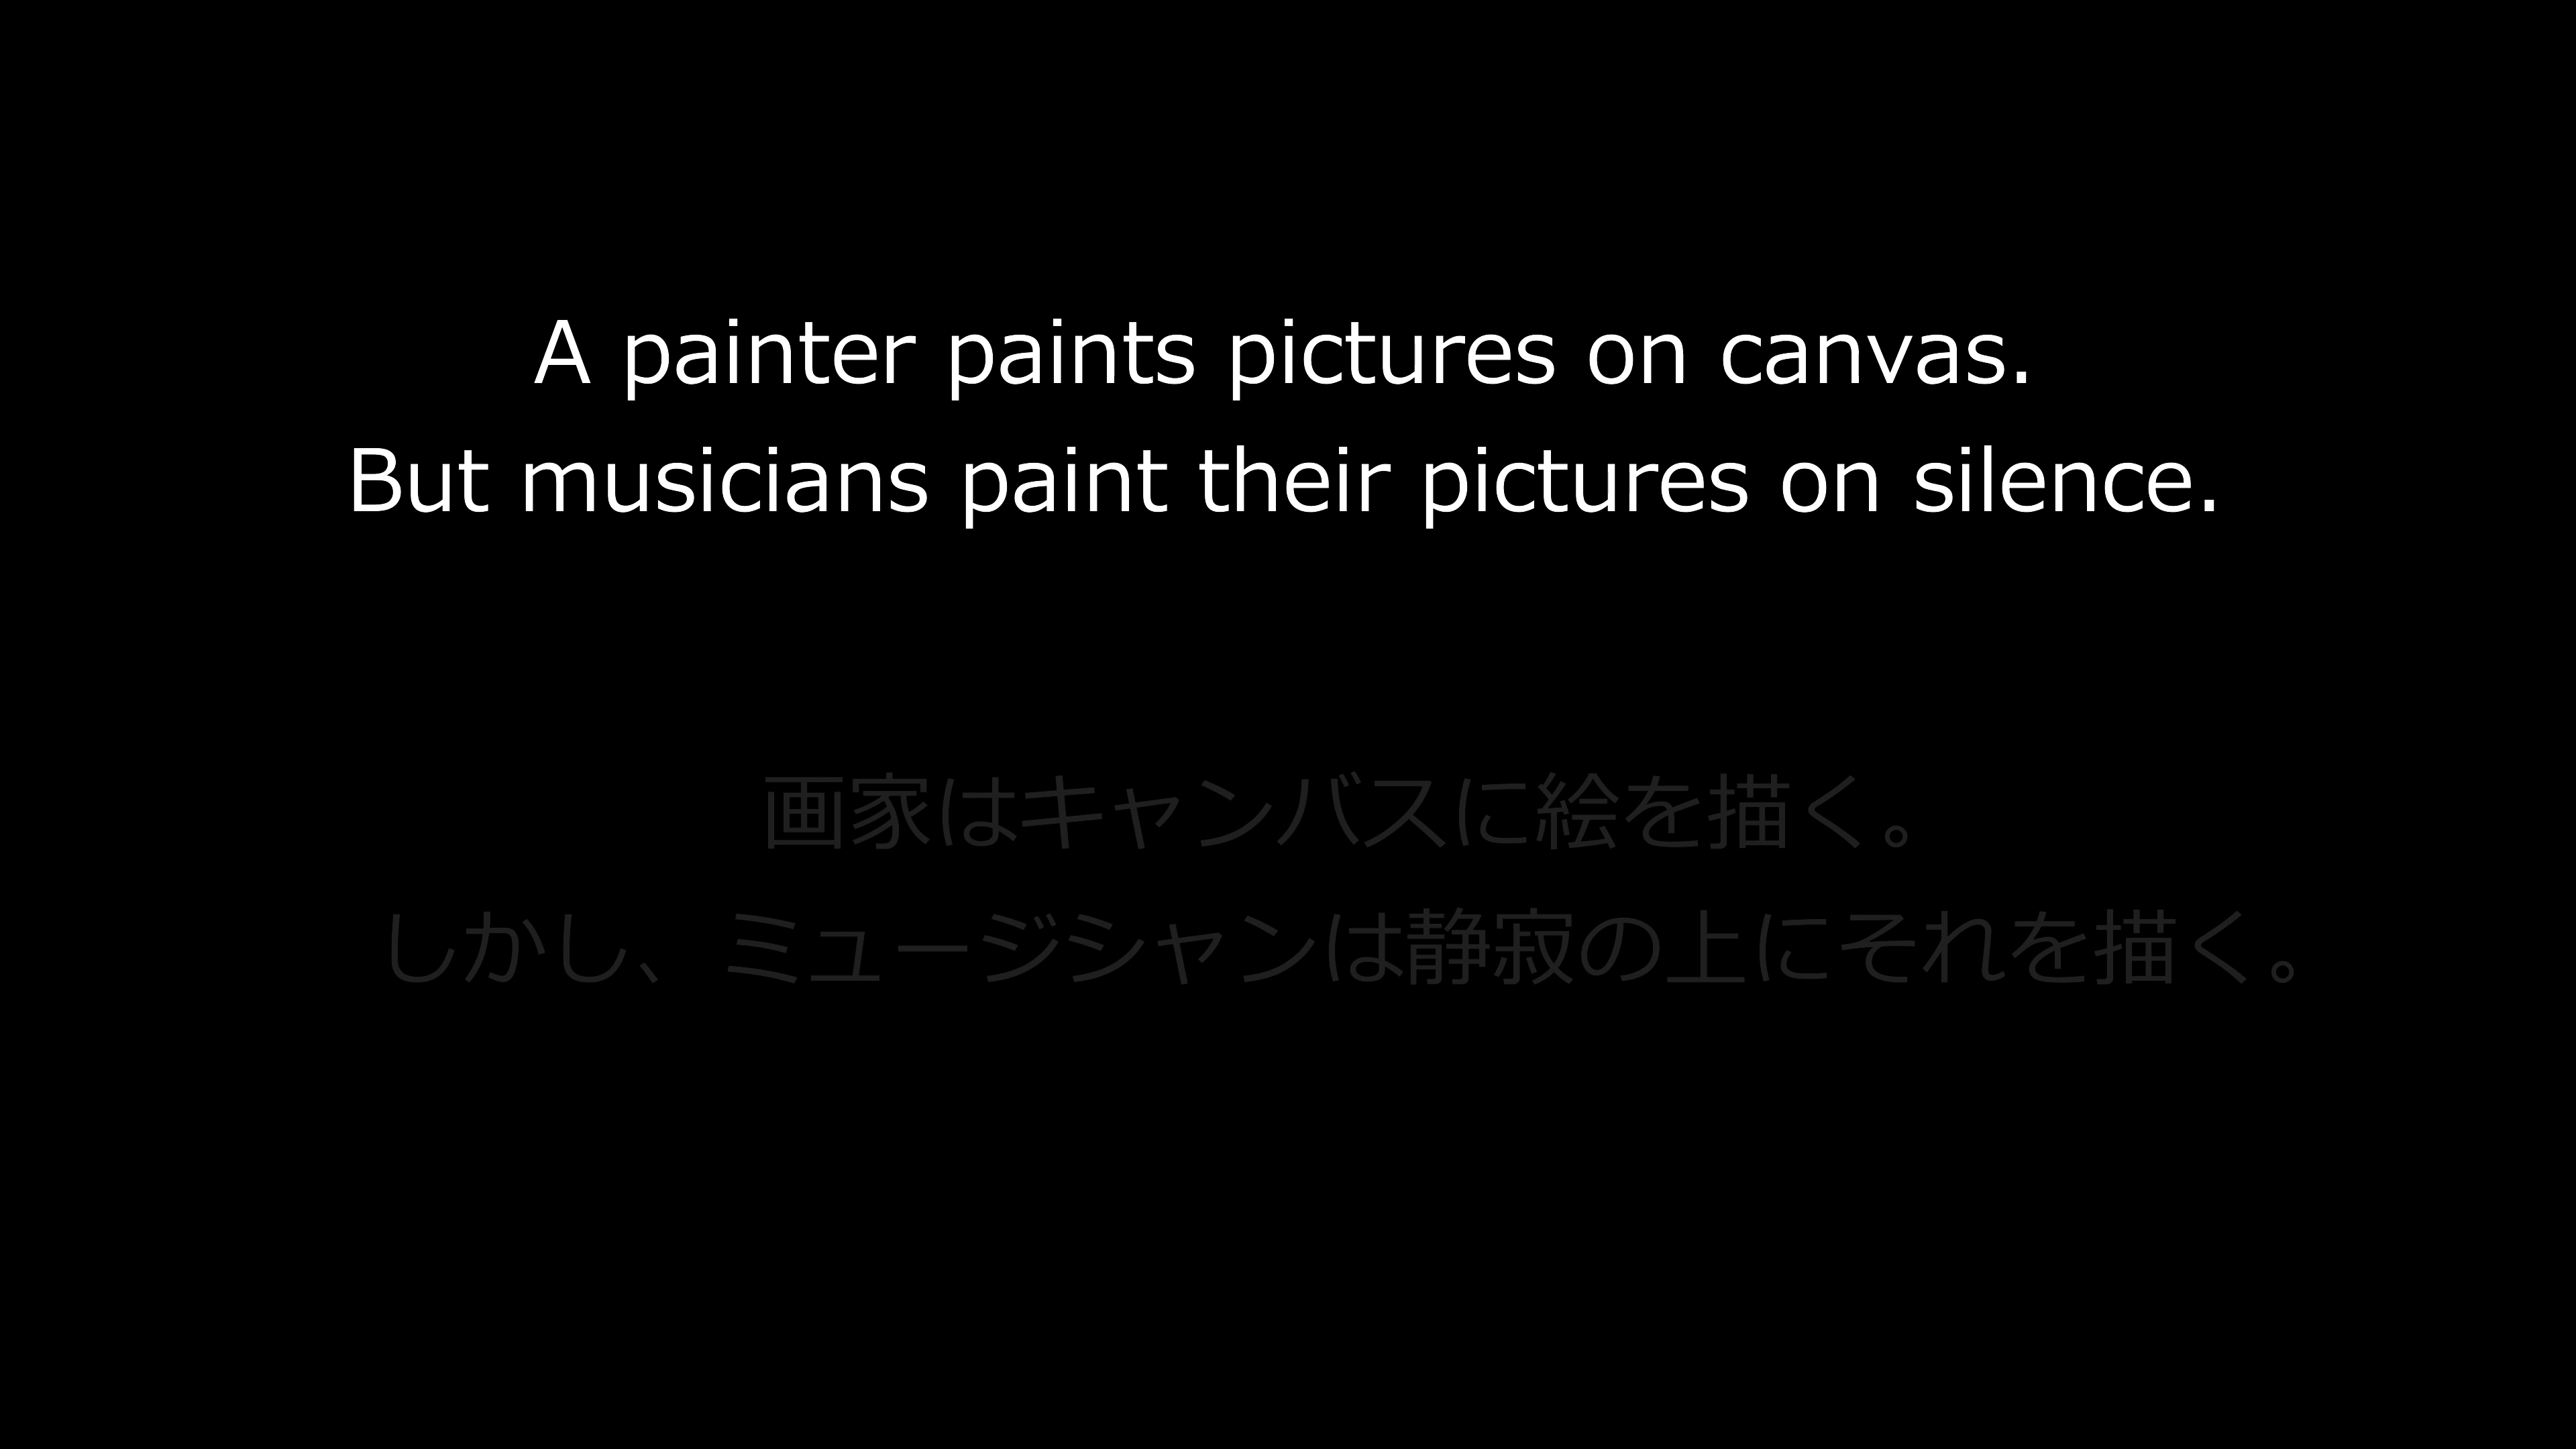 A painter paints pictures on canvas.
But musicians paint their pictures on silence.
画家はキャンバスに絵を描く。
しかし、ミュージシャンは静寂の上にそれを描く。